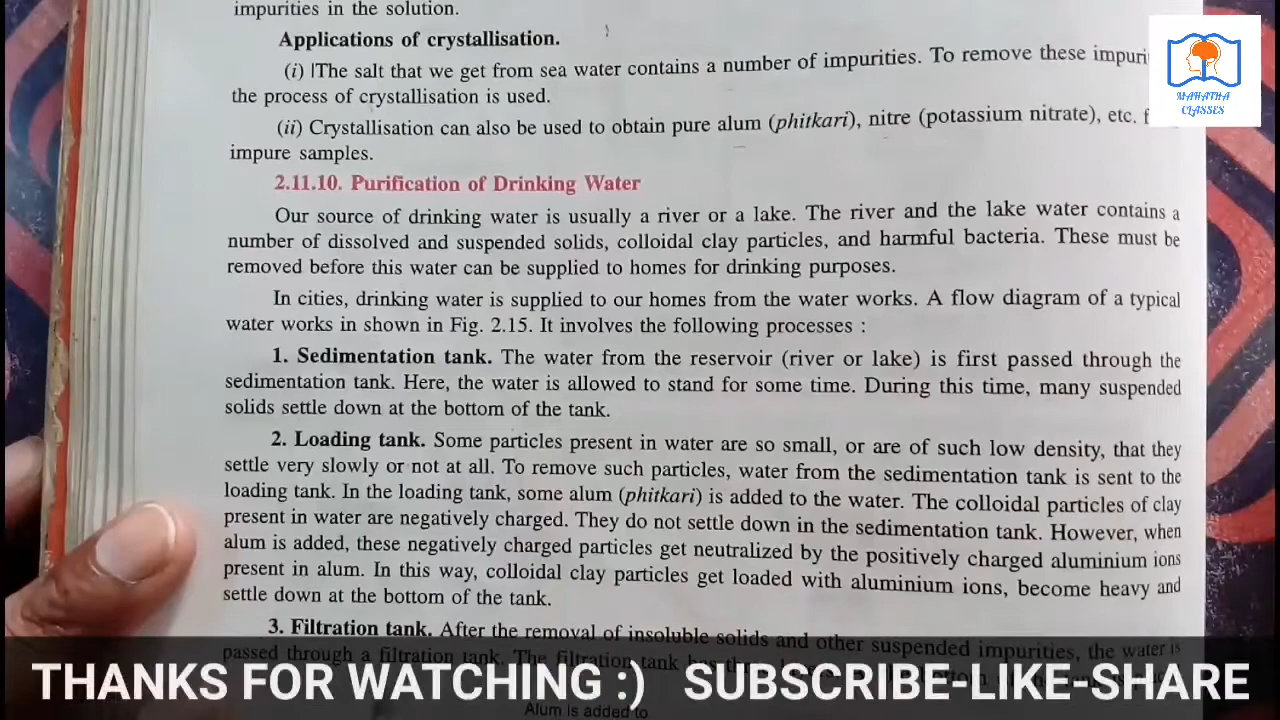 impurities in the solution.
Applications of crystallisation.
(i) |The salt that we get from sea water contains a number of impurities. To remove these impuri
the process of crystallisation is used.
(ii) Crystallisation can also be used to obtain pure alum (phitkari), nitre (potassium nitrate), etc. f
impure samples.
2.11.10. Purification of Drinking Water
Our source of drinking water is usually a river or a lake. The river and the lake water contains a
number of dissolved and suspended solids, colloidal clay particles, and harmful bacteria. These must be
removed before this water can be supplied to homes for drinking purposes.
In cities, drinking water is supplied to our homes from the water works. A flow diagram of a typical
water works in shown in Fig. 2.15. It involves the following processes :
1. Sedimentation tank. The water from the reservoir (river or lake) is first passed through the
sedimentation tank. Here, the water is allowed to stand for some time. During this time, many suspended
solids settle down at the bottom of the tank.
2. Loading tank. Some particles present in water are so small, or are of such low density, that they
settle very slowly or not at all. To remove such particles, water from the sedimentation tank is sent to the
loading tank. In the loading tank, some alum (phitkari) is added to the water. The colloidal particles of clay
present in water are negatively charged. They do not settle down in the sedimentation tank. However, when
alum is added, these negatively charged particles get neutralized by the positively charged aluminium ions
present in alum. In this way, colloidal clay particles get loaded with aluminium ions, become heavy and
settle down at the bottom of the tank.
3. Filtration tank. After the removal of insoluble solids and other suspended impurities, the water is
passed through a filtration tank. The filtration tank has
Alum is added to
MAHATHA
CLASSES
THANKS FOR WATCHING :) SUBSCRIBE-LIKE-SHARE